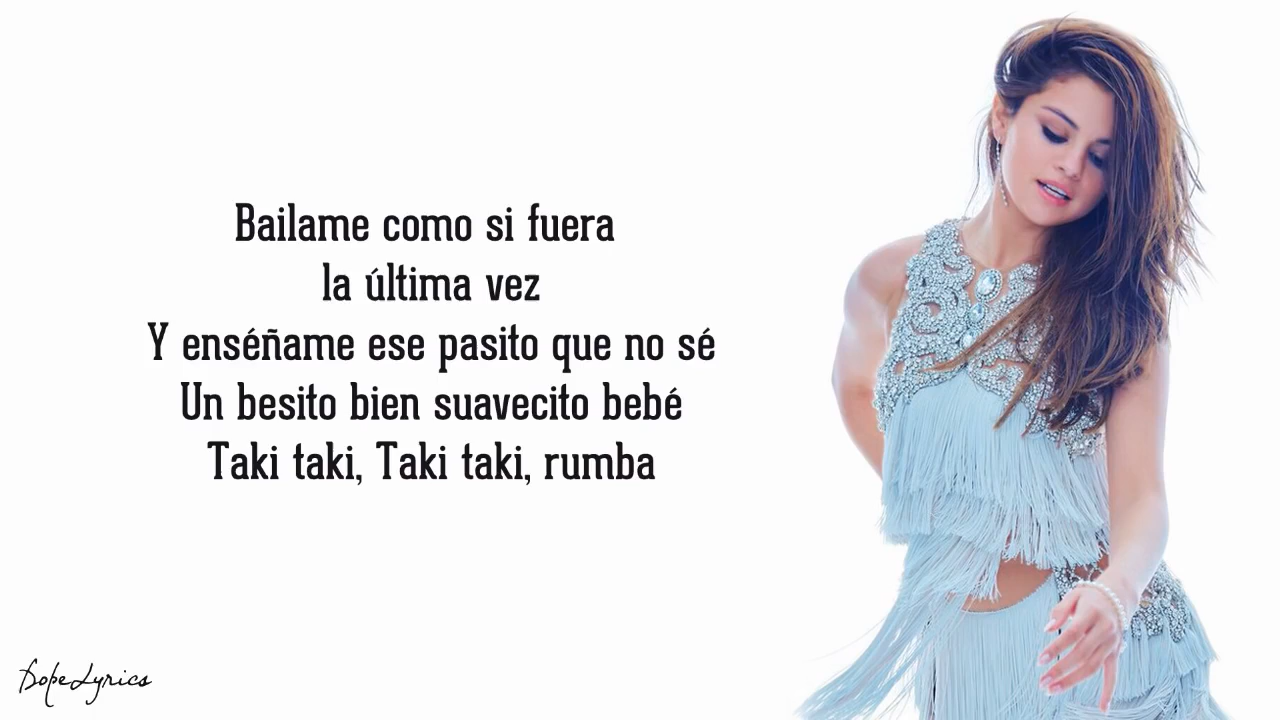 Bailame como si fuera
la última vez
Y enséñame ese pasito que no sé
Un besito bien suavecito bebé
Taki taki, Taki taki, rumba
DopeLyrics